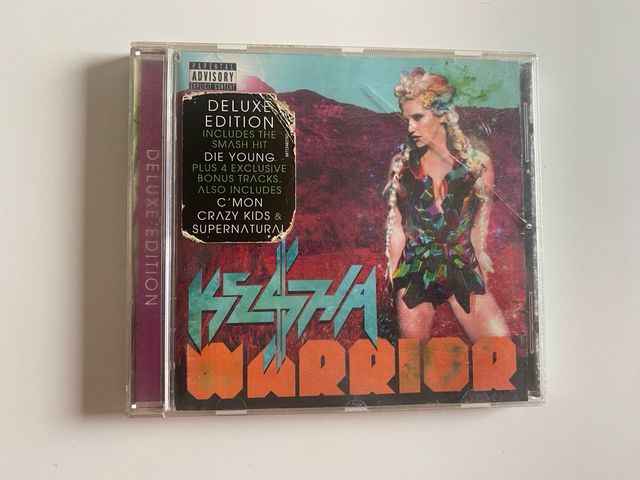 DELUXE EDITION
PARENTAL
ADVISORY
EXPLICIT CONTENT
DELUXE
EDITION
INCLUDES THE
SMASH HIT
DIE YOUNG
PLUS 4 EXCLUSIVE
BONUS TRACKS.
ALSO INCLUDES
C'MON
CRAZY KIDS &
SUPERNATURAL
KE$HA
WARRIOR